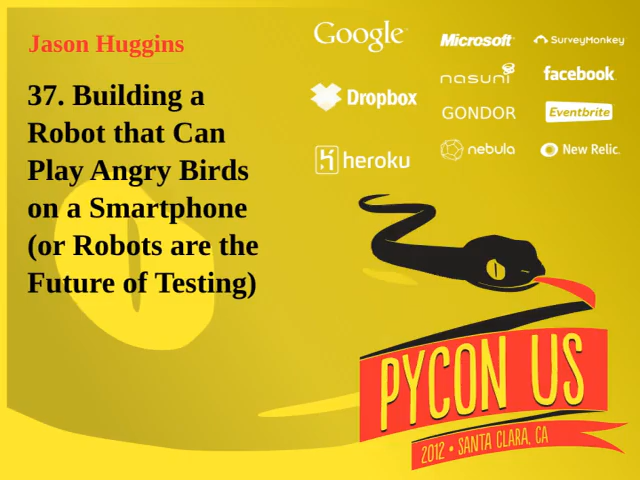 Jason Huggins
37. Building a
Robot that Can
Play Angry Birds
on a Smartphone
(or Robots are the
Future of Testing)
Google
Microsoft
SurveyMonkey
nasuni
facebook
Dropbox
GONDOR
Eventbrite
heroku
nebula
New Relic.
PYCON US
2012 • SANTA CLARA, CA